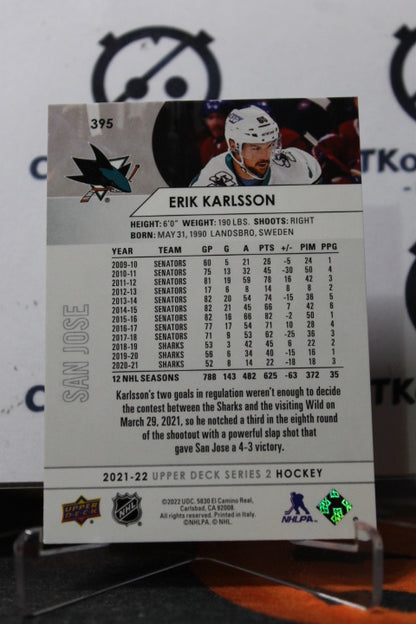 395
ERIK KARLSSON
HEIGHT: 6'0" WEIGHT: 190 LBS. SHOOTS: RIGHT
BORN: MAY 31, 1990 LANDSBRO, SWEDEN
YEAR TEAM GP G A PTS +/- PIM PPG
2009-10 SENATORS 60 5 21 26 -5 24 1
2010-11 SENATORS 75 13 32 45 -30 50 4
2011-12 SENATORS 81 19 59 78 16 42 3
2012-13 SENATORS 17 6 8 14 8 8 2
2013-14 SENATORS 82 20 54 74 -15 36 5
2014-15 SENATORS 82 21 45 66 7 42 6
2015-16 SENATORS 82 16 66 82 -2 50 1
2016-17 SENATORS 77 17 54 71 10 28 4
2017-18 SENATORS 71 9 53 62 -25 36 3
2018-19 SHARKS 53 3 42 45 6 22 2
2019-20 SHARKS 56 6 34 40 -15 16 1
2020-21 SHARKS 52 8 14 22 -18 18 3
12 NHL SEASONS 788 143 482 625 -63 372 35
SAN JOSE
Karlsson's two goals in regulation weren't enough to decide
the contest between the Sharks and the visiting Wild on
March 29, 2021, so he notched a third in the eighth round
of the shootout with a powerful slap shot that
gave San Jose a 4-3 victory.
2021-22 UPPER DECK SERIES 2 HOCKEY
UPPER DECK
NHL
©2022 UDC. 5830 El Camino Real,
Carlsbad, CA 92008.
All rights reserved. Printed in Italy.
©NHLPA. © NHL.
NHLPA